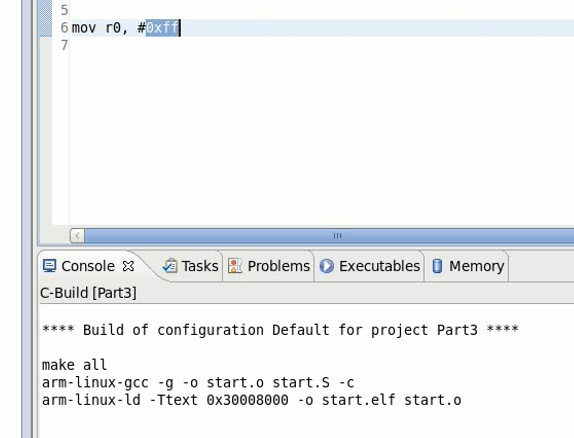 5
6 mov r0, #0xff
7
Console Tasks Problems Executables Memory
C-Build [Part3]
**** Build of configuration Default for project Part3 ****
make all
arm-linux-gcc -g -o start.o start.S -c
arm-linux-ld -Ttext 0x30008000 -o start.elf start.o